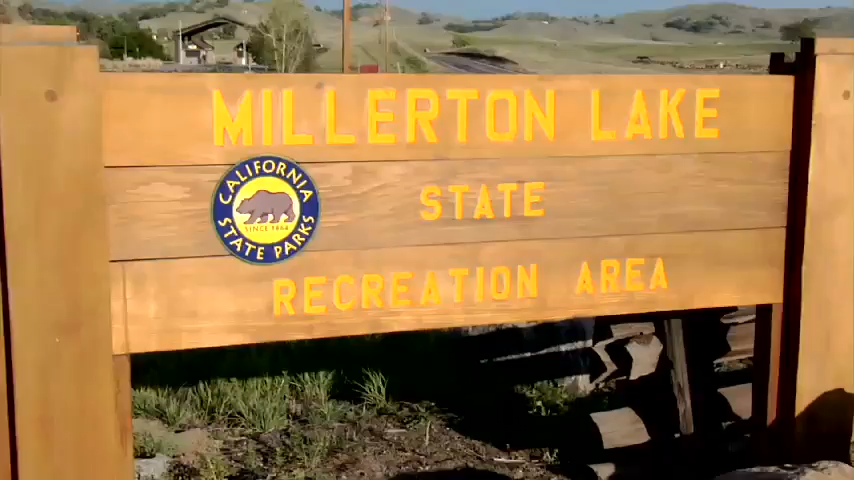 MILLERTON LAKE
STATE
RECREATION AREA
CALIFORNIA
SINCE 1864
STATE PARKS